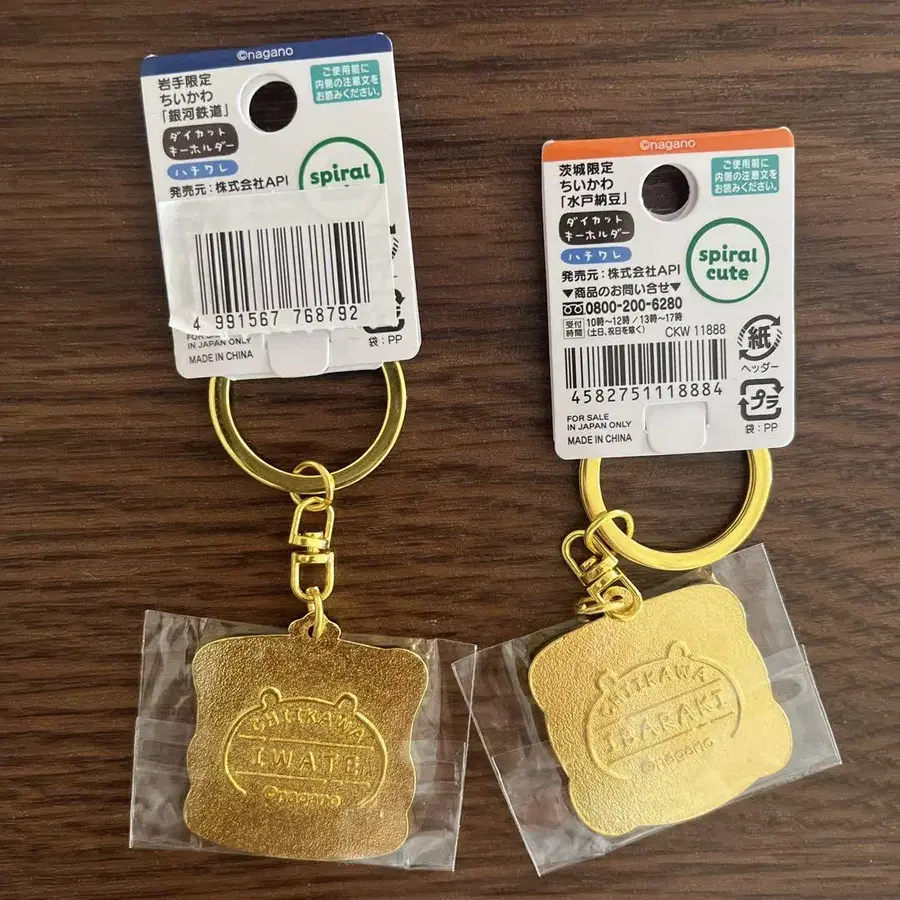 ©nagano
岩手限定
ちいかわ
「銀河鉄道」
ダイカット
キーホルダー
ハチワレ
発売元：株式会社API
ご使用前に
内側の注意文を
お読みください。
spiral
cute
4 991567 768792
IN JAPAN ONLY
MADE IN CHINA
袋：PP
CHIIKAWA
IWATE
©nagano
©nagano
茨城限定
ちいかわ
「水戸納豆」
ダイカット
キーホルダー
ハチワレ
発売元：株式会社API
▼商品のお問い合せ▼
0800-200-6280
受付時間 10時〜12時 / 13時〜17時
(土日、祝日を除く)
CKW 11888
4582751118884
FOR SALE
IN JAPAN ONLY
MADE IN CHINA
ご使用前に
内側の注意文を
お読みください。
spiral
cute
紙
ヘッダー
プラ
袋：PP
CHIIKAWA
IBARAKI
©nagano